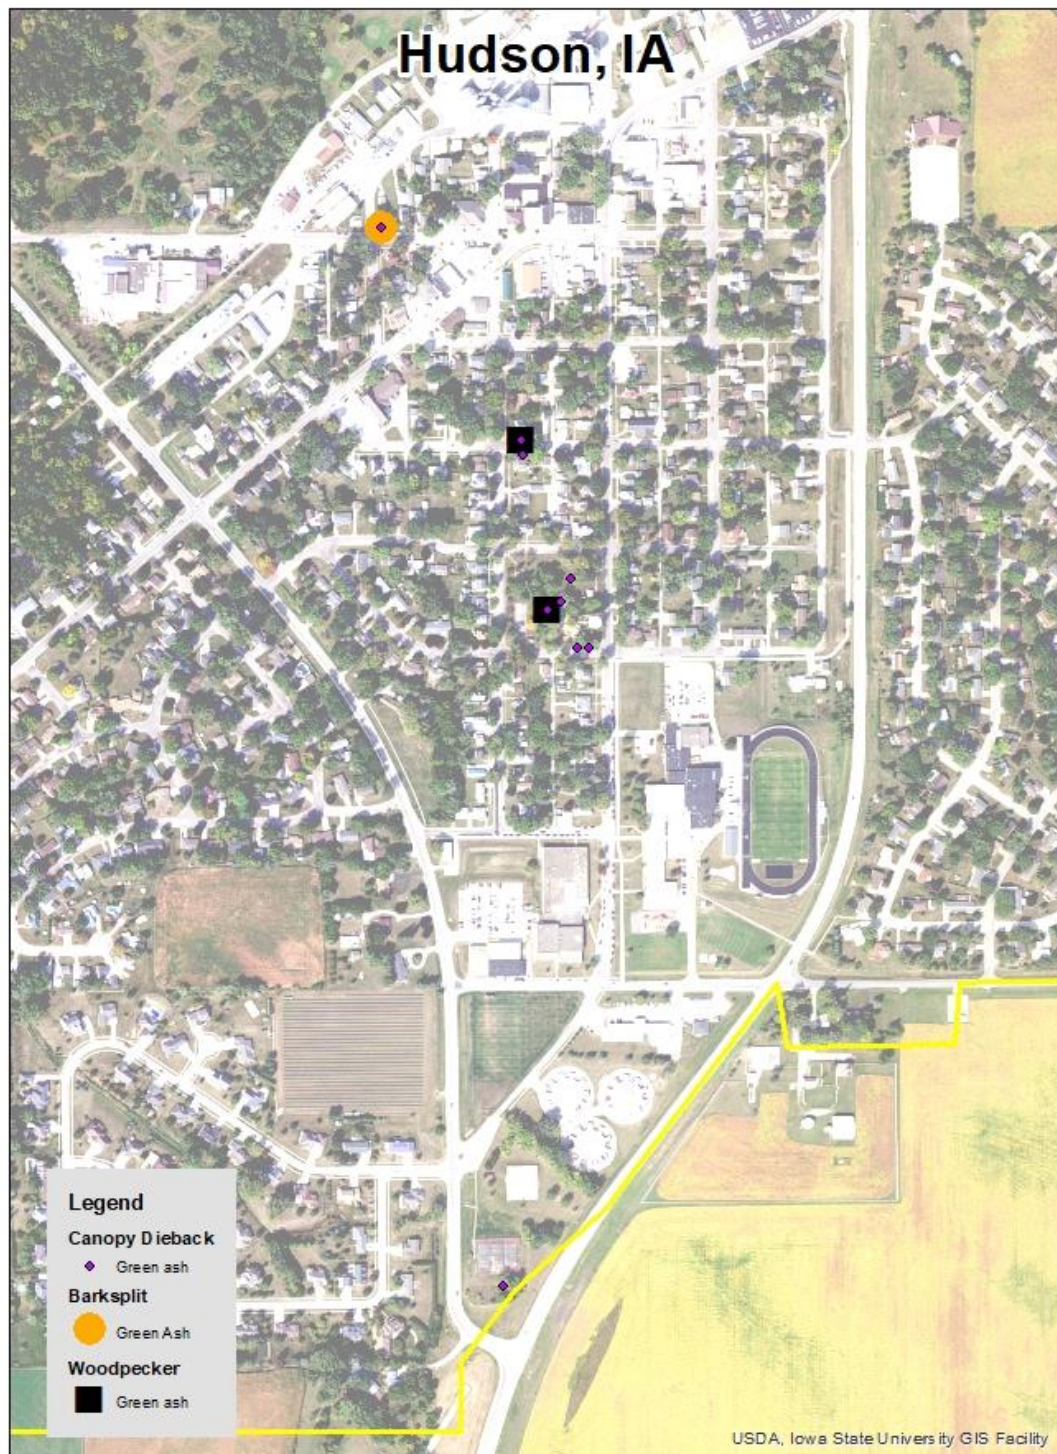 Hudson, IA
Legend
Canopy Dieback
Green ash
Barksplit
Green Ash
Woodpecker
Green ash
USDA, Iowa State University GIS Facility